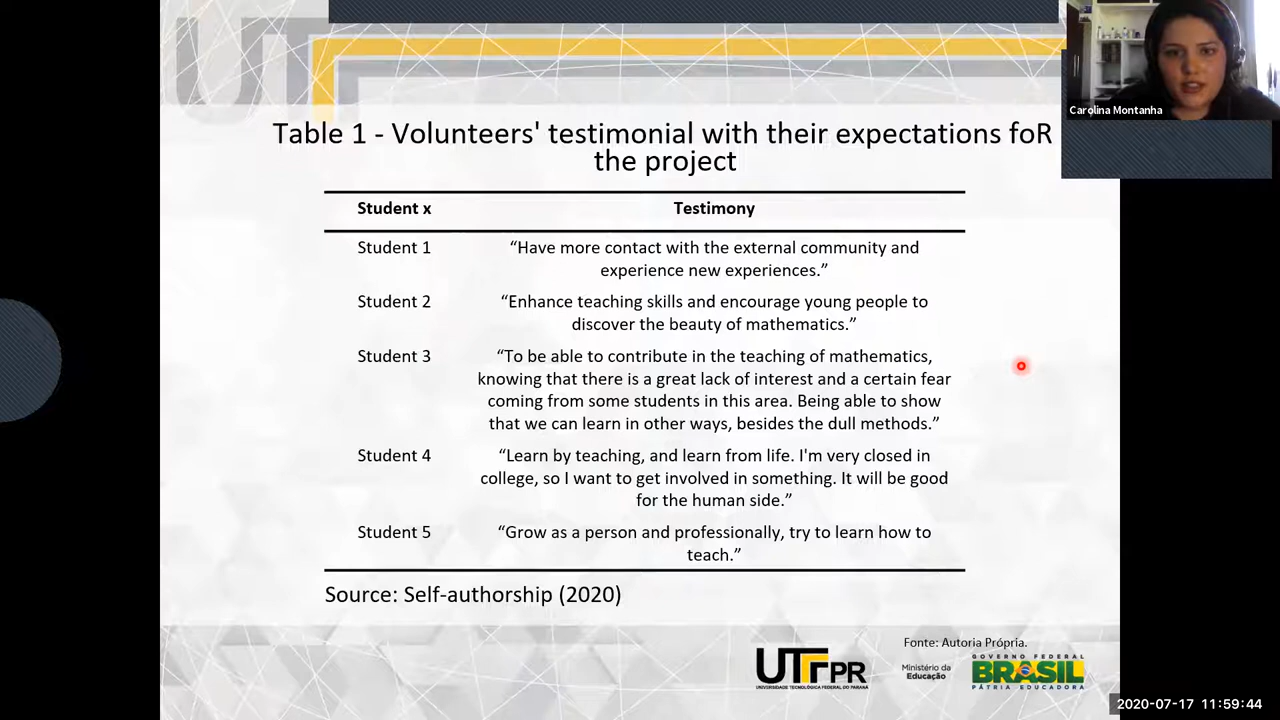 UT
Carolina Montanha
Table 1 - Volunteers' testimonial with their expectations foR
the project
Student x Testimony
Student 1 “Have more contact with the external community and
experience new experiences.”
Student 2 “Enhance teaching skills and encourage young people to
discover the beauty of mathematics.”
Student 3 “To be able to contribute in the teaching of mathematics,
knowing that there is a great lack of interest and a certain fear
coming from some students in this area. Being able to show
that we can learn in other ways, besides the dull methods.”
Student 4 “Learn by teaching, and learn from life. I'm very closed in
college, so I want to get involved in something. It will be good
for the human side.”
Student 5 “Grow as a person and professionally, try to learn how to
teach.”
Source: Self-authorship (2020)
Fonte: Autoria Própria.
UTFPR
UNIVERSIDADE TECNOLÓGICA FEDERAL DO PARANÁ
Ministério da
Educação
GOVERNO FEDERAL
BRASIL
PÁTRIA EDUCADORA
2020-07-17 11:59:44